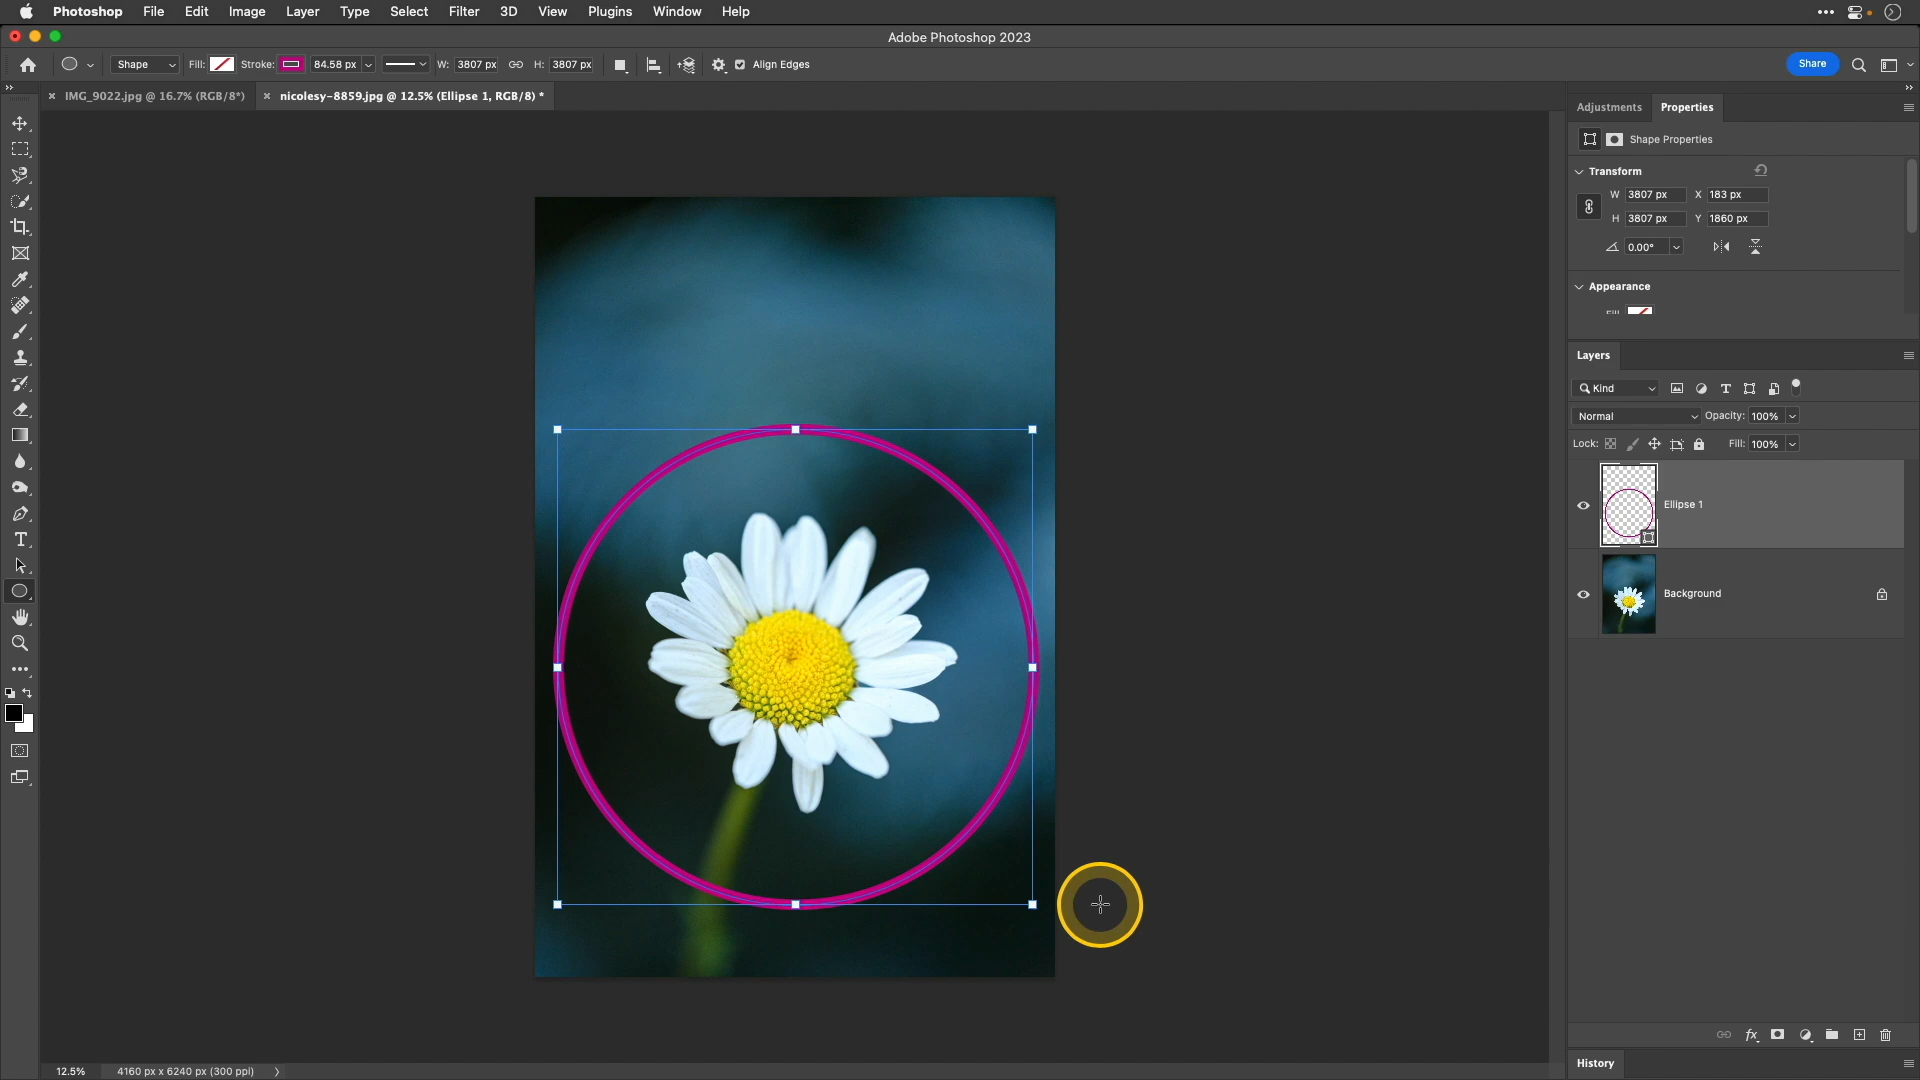 Photoshop File Edit Image Layer Type Select Filter 3D View Plugins Window Help
Adobe Photoshop 2023
Shape Fill: Stroke: 84.58 px W: 3807 px H: 3807 px Align Edges Share
IMG_9022.jpg @ 16.7% (RGB/8*) nicolesy-8859.jpg @ 12.5% (Ellipse 1, RGB/8) *
Adjustments Properties
Shape Properties
Transform
W 3807 px X 183 px
H 3807 px Y 1860 px
0.00°
Appearance
Layers
Kind
Normal Opacity: 100%
Lock: Fill: 100%
Ellipse 1
Background
History
12.5% 4160 px x 6240 px (300 ppi)